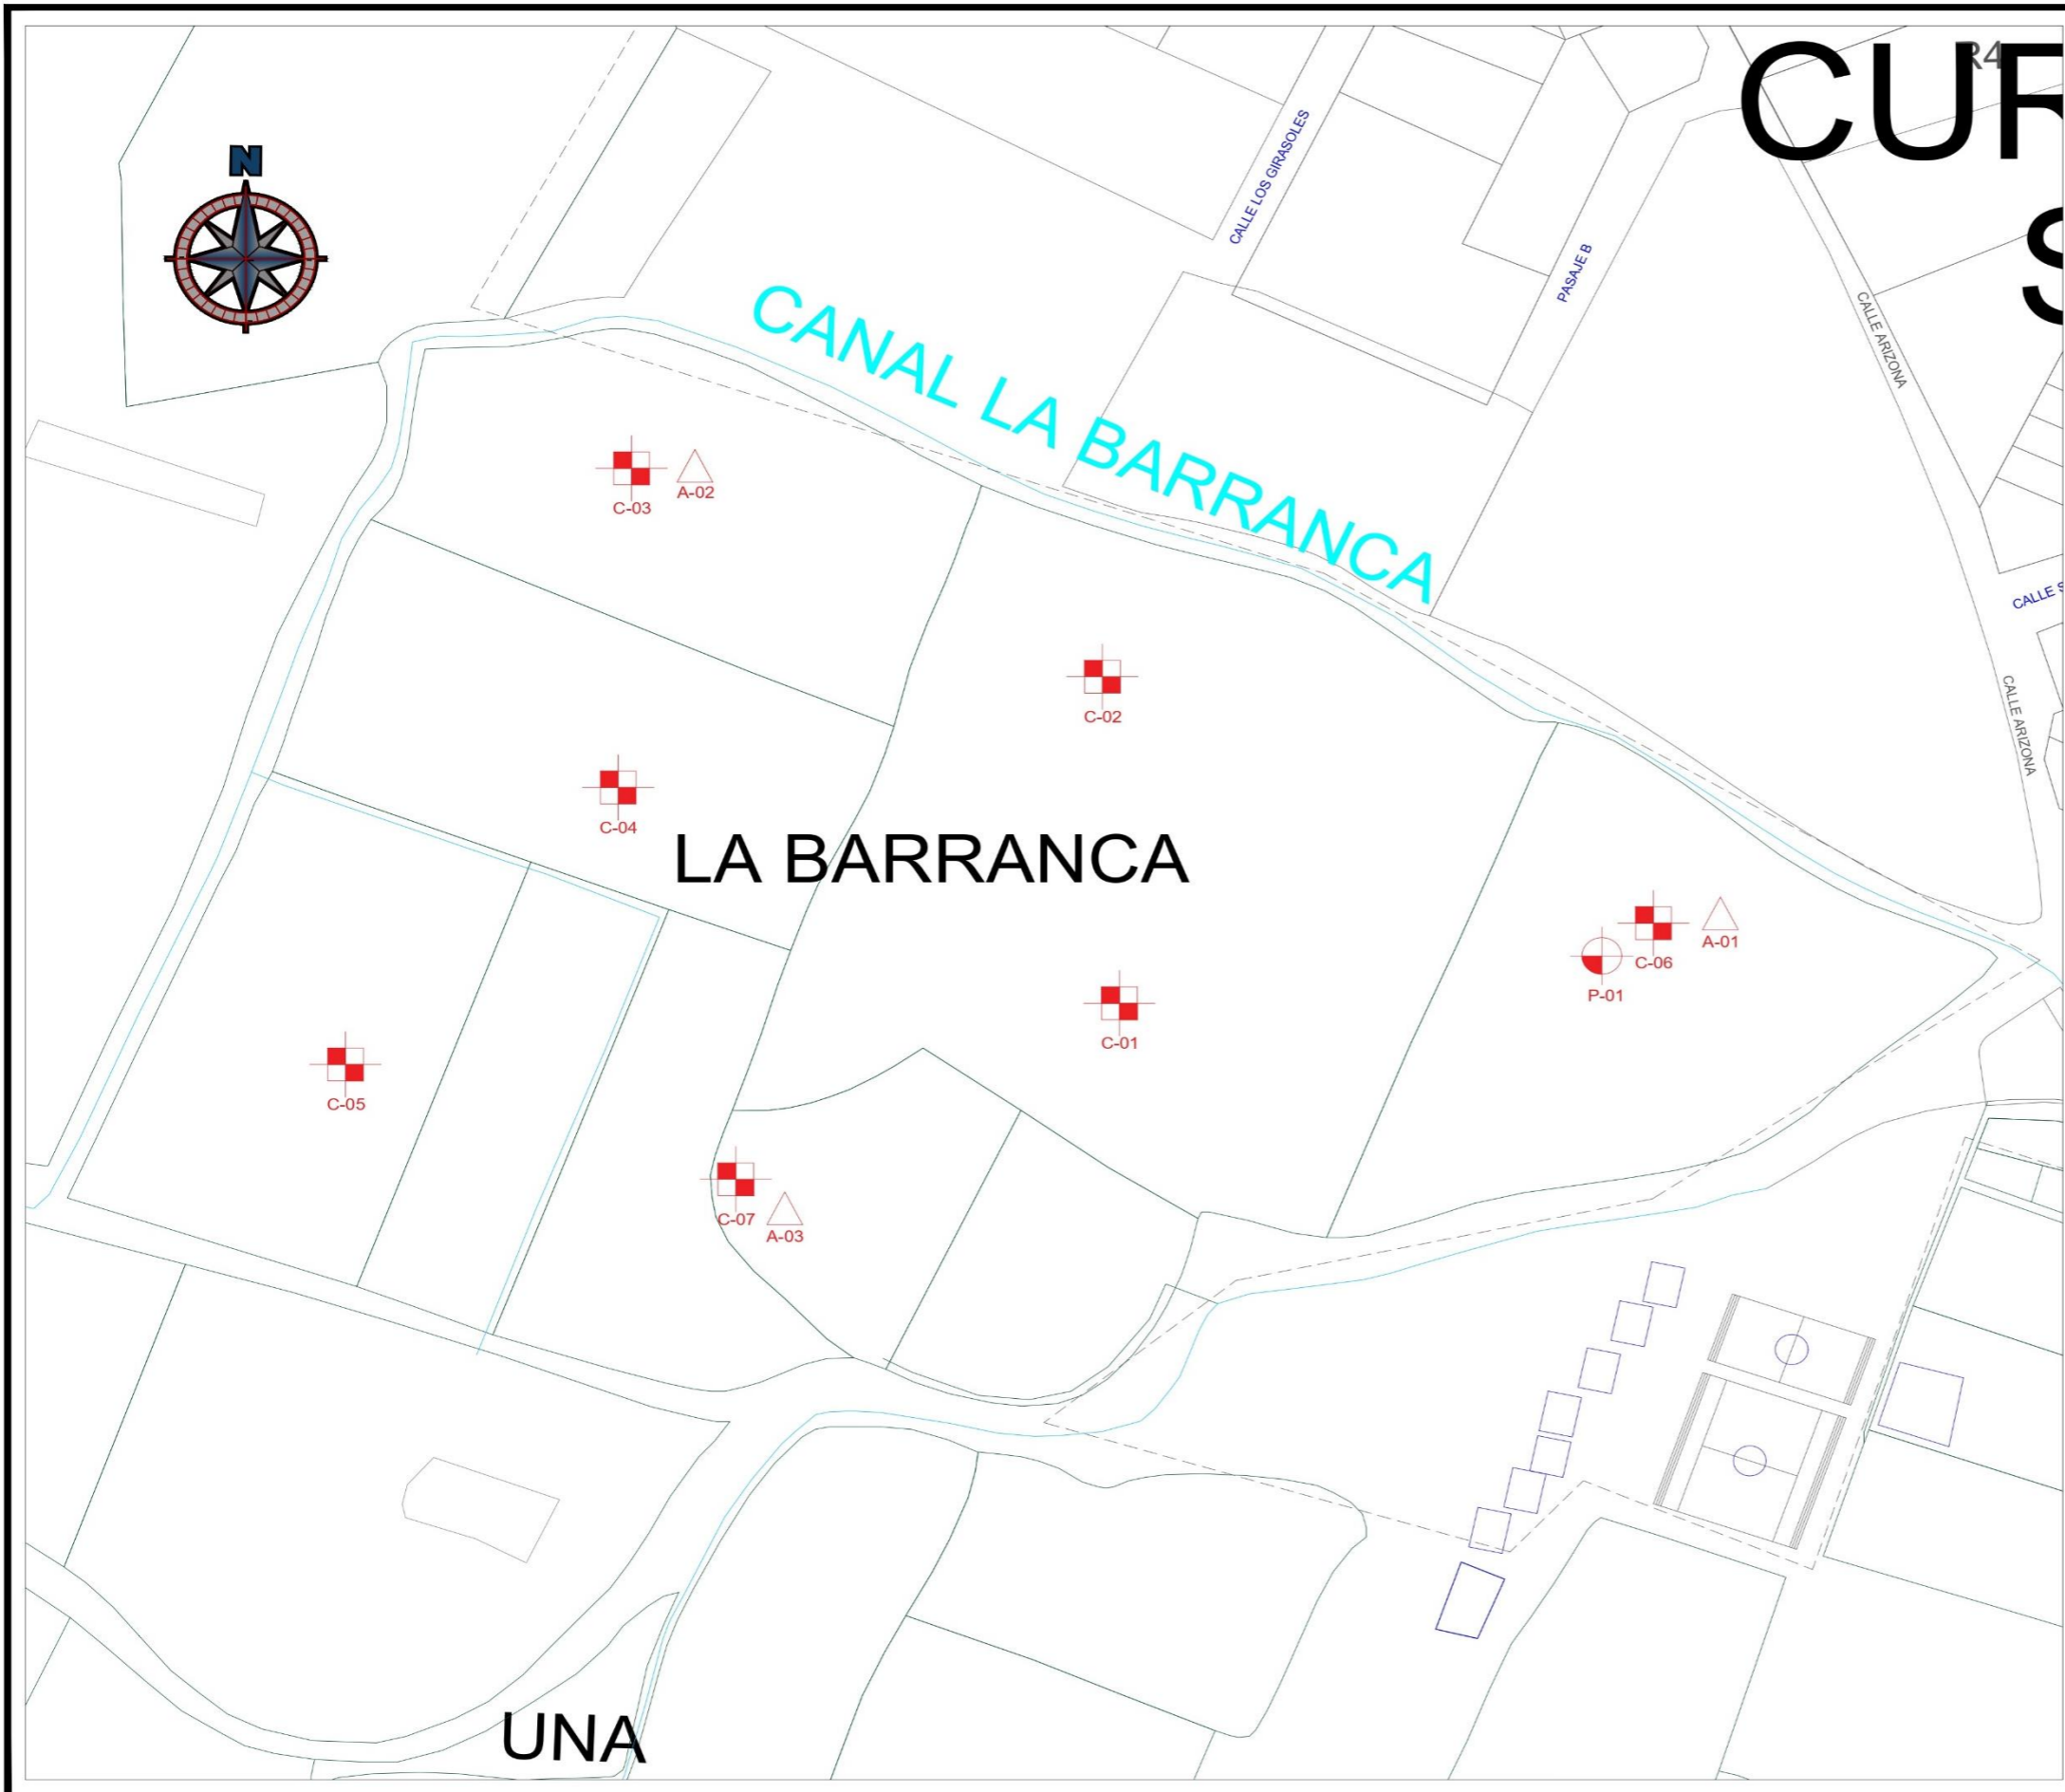 N
R4
CUR
S
CALLE LOS GIRASOLES
PASAJE B
CALLE ARIZONA
CANAL LA BARRANCA
C-03
A-02
CALLE S
C-02
CALLE ARIZONA
C-04
LA BARRANCA
A-01
C-06
P-01
C-01
C-05
C-07
A-03
UNA